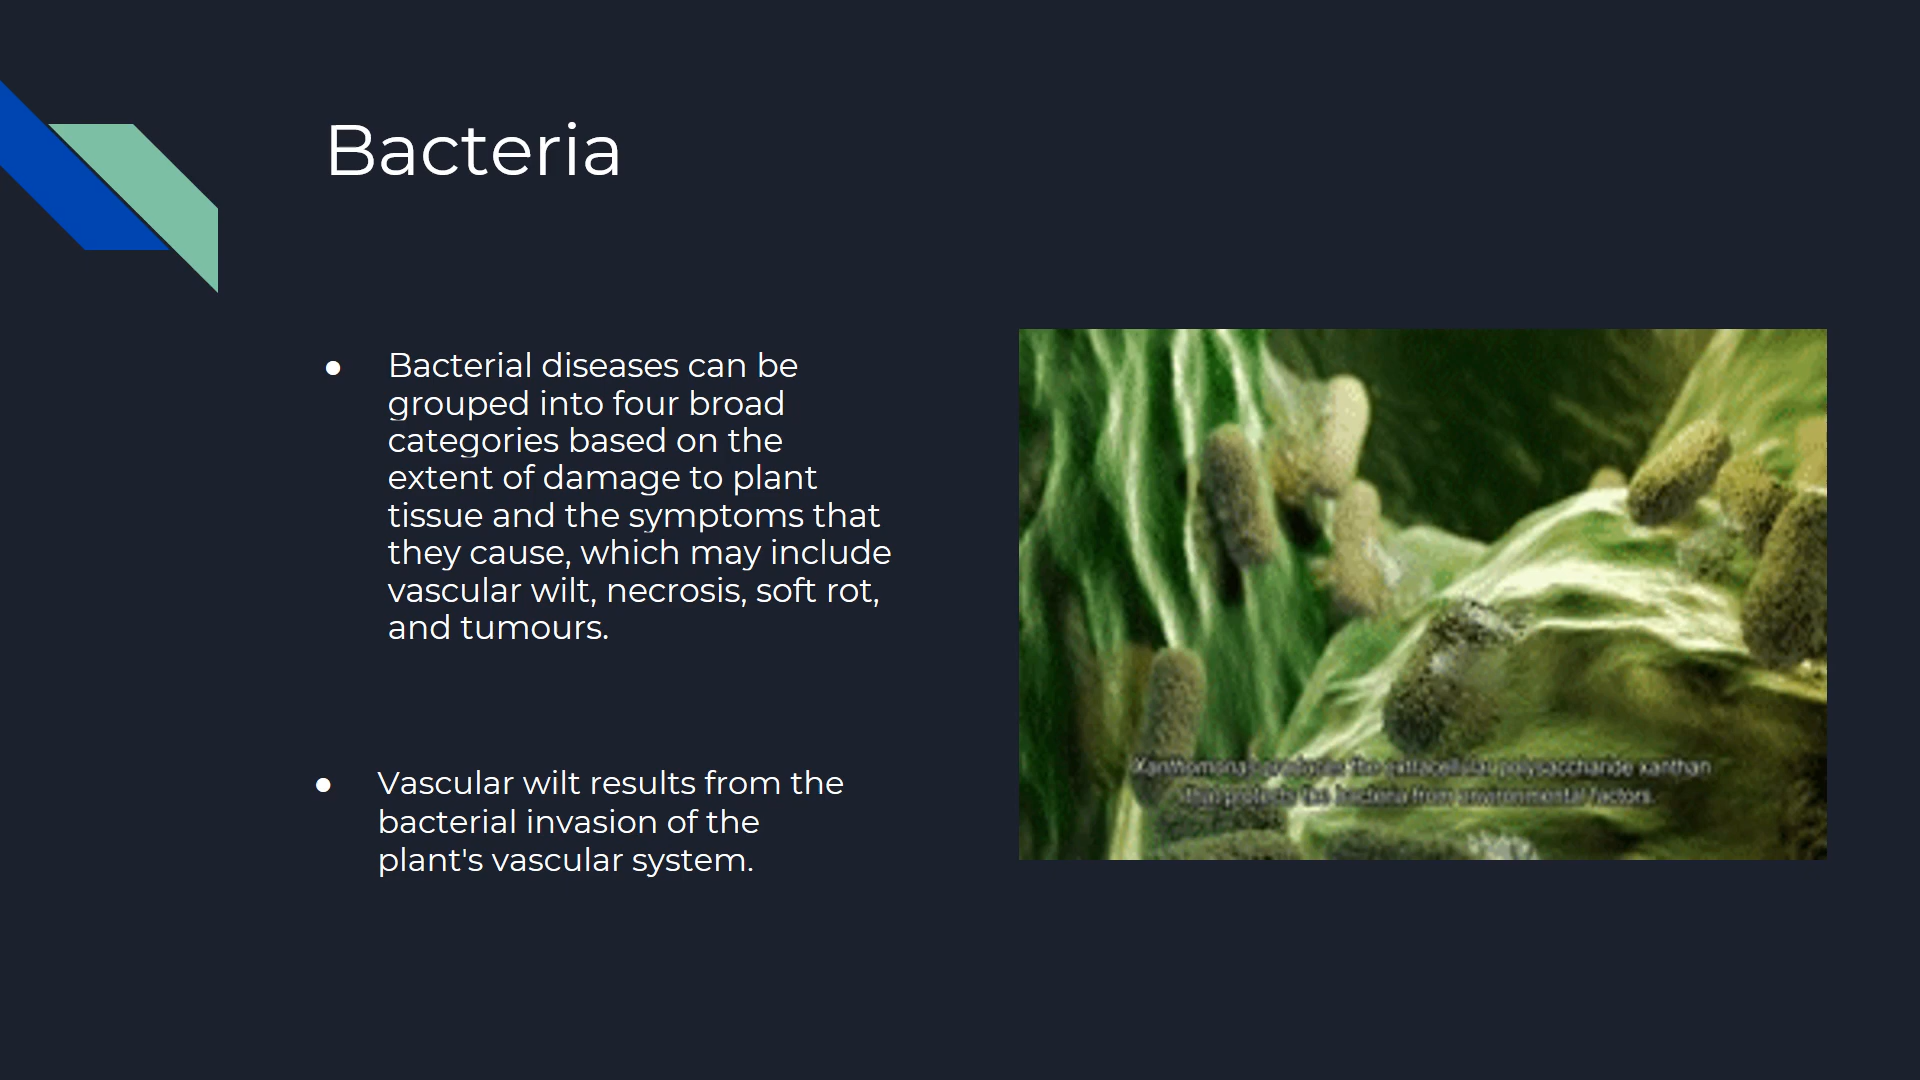 Bacteria
● Bacterial diseases can be
grouped into four broad
categories based on the
extent of damage to plant
tissue and the symptoms that
they cause, which may include
vascular wilt, necrosis, soft rot,
and tumours.
● Vascular wilt results from the
bacterial invasion of the
plant's vascular system.
Xanthomonas produces the extracellular polysaccharide xanthan
that protects the bacteria from environmental factors.